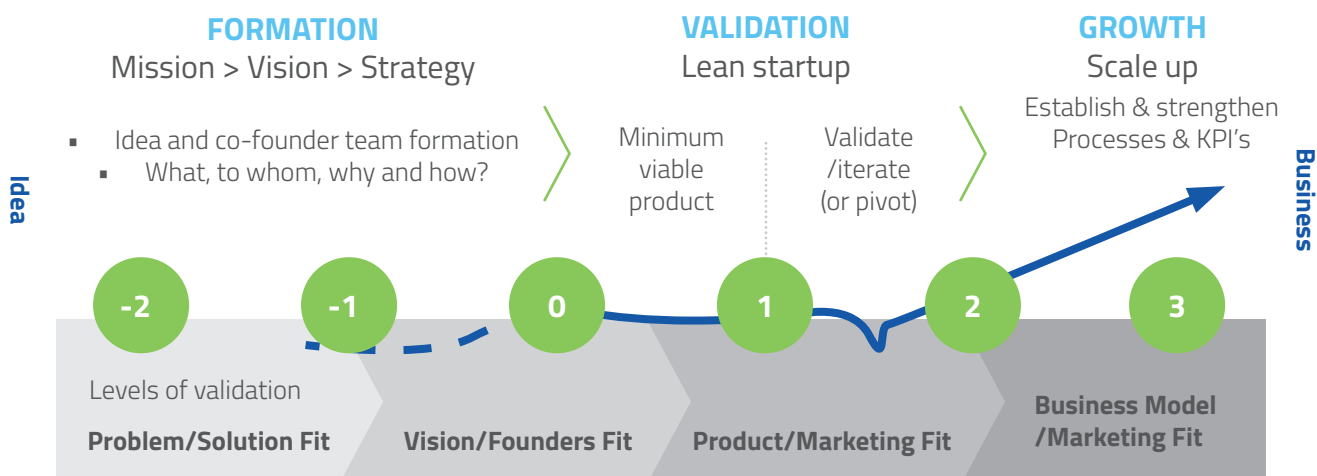 FORMATION
Mission > Vision > Strategy
▪ Idea and co-founder team formation
▪ What, to whom, why and how?
VALIDATION
Lean startup
Minimum
viable
product
Validate
/iterate
(or pivot)
GROWTH
Scale up
Establish & strengthen
Processes & KPI's
Idea
Business
-2
-1
0
1
2
3
Levels of validation
Problem/Solution Fit
Vision/Founders Fit
Product/Marketing Fit
Business Model
/Marketing Fit